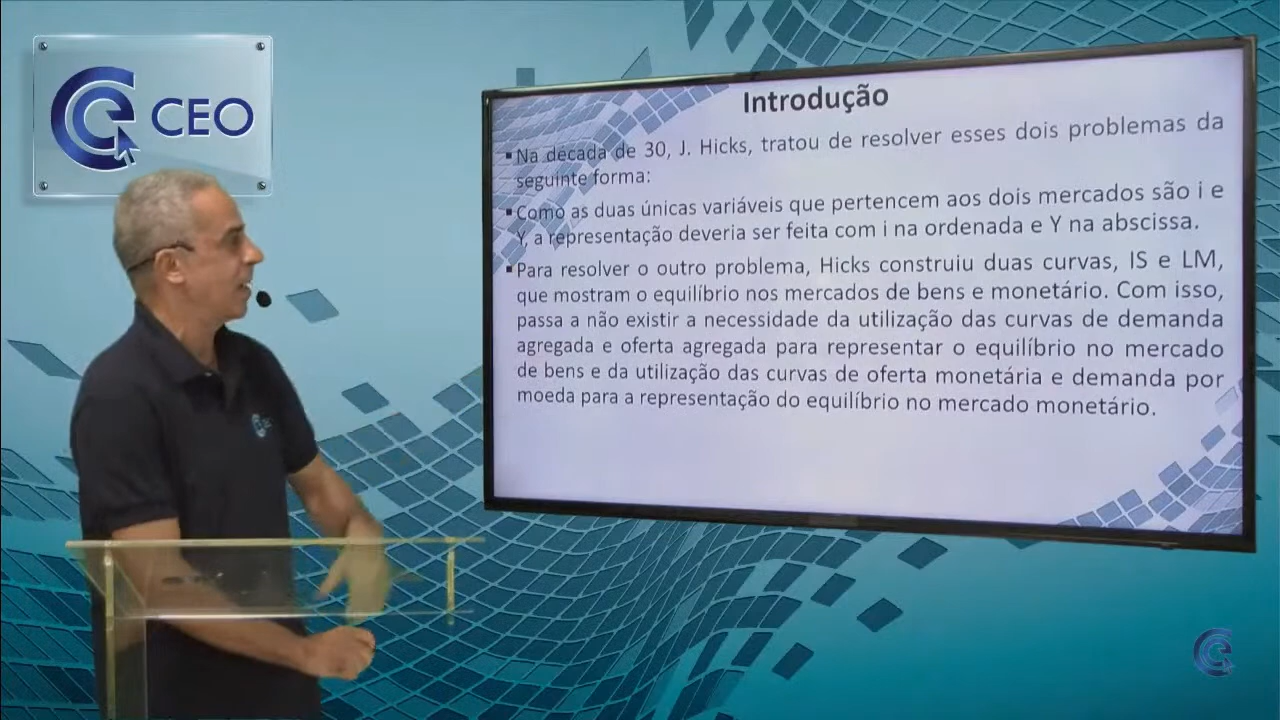 CEO
Introdução
▪Na década de 30, J. Hicks, tratou de resolver esses dois problemas da
seguinte forma:
▪Como as duas únicas variáveis que pertencem aos dois mercados são i e
Y, a representação deveria ser feita com i na ordenada e Y na abscissa.
▪Para resolver o outro problema, Hicks construiu duas curvas, IS e LM,
que mostram o equilíbrio nos mercados de bens e monetário. Com isso,
passa a não existir a necessidade da utilização das curvas de demanda
agregada e oferta agregada para representar o equilíbrio no mercado
de bens e da utilização das curvas de oferta monetária e demanda por
moeda para a representação do equilíbrio no mercado monetário.